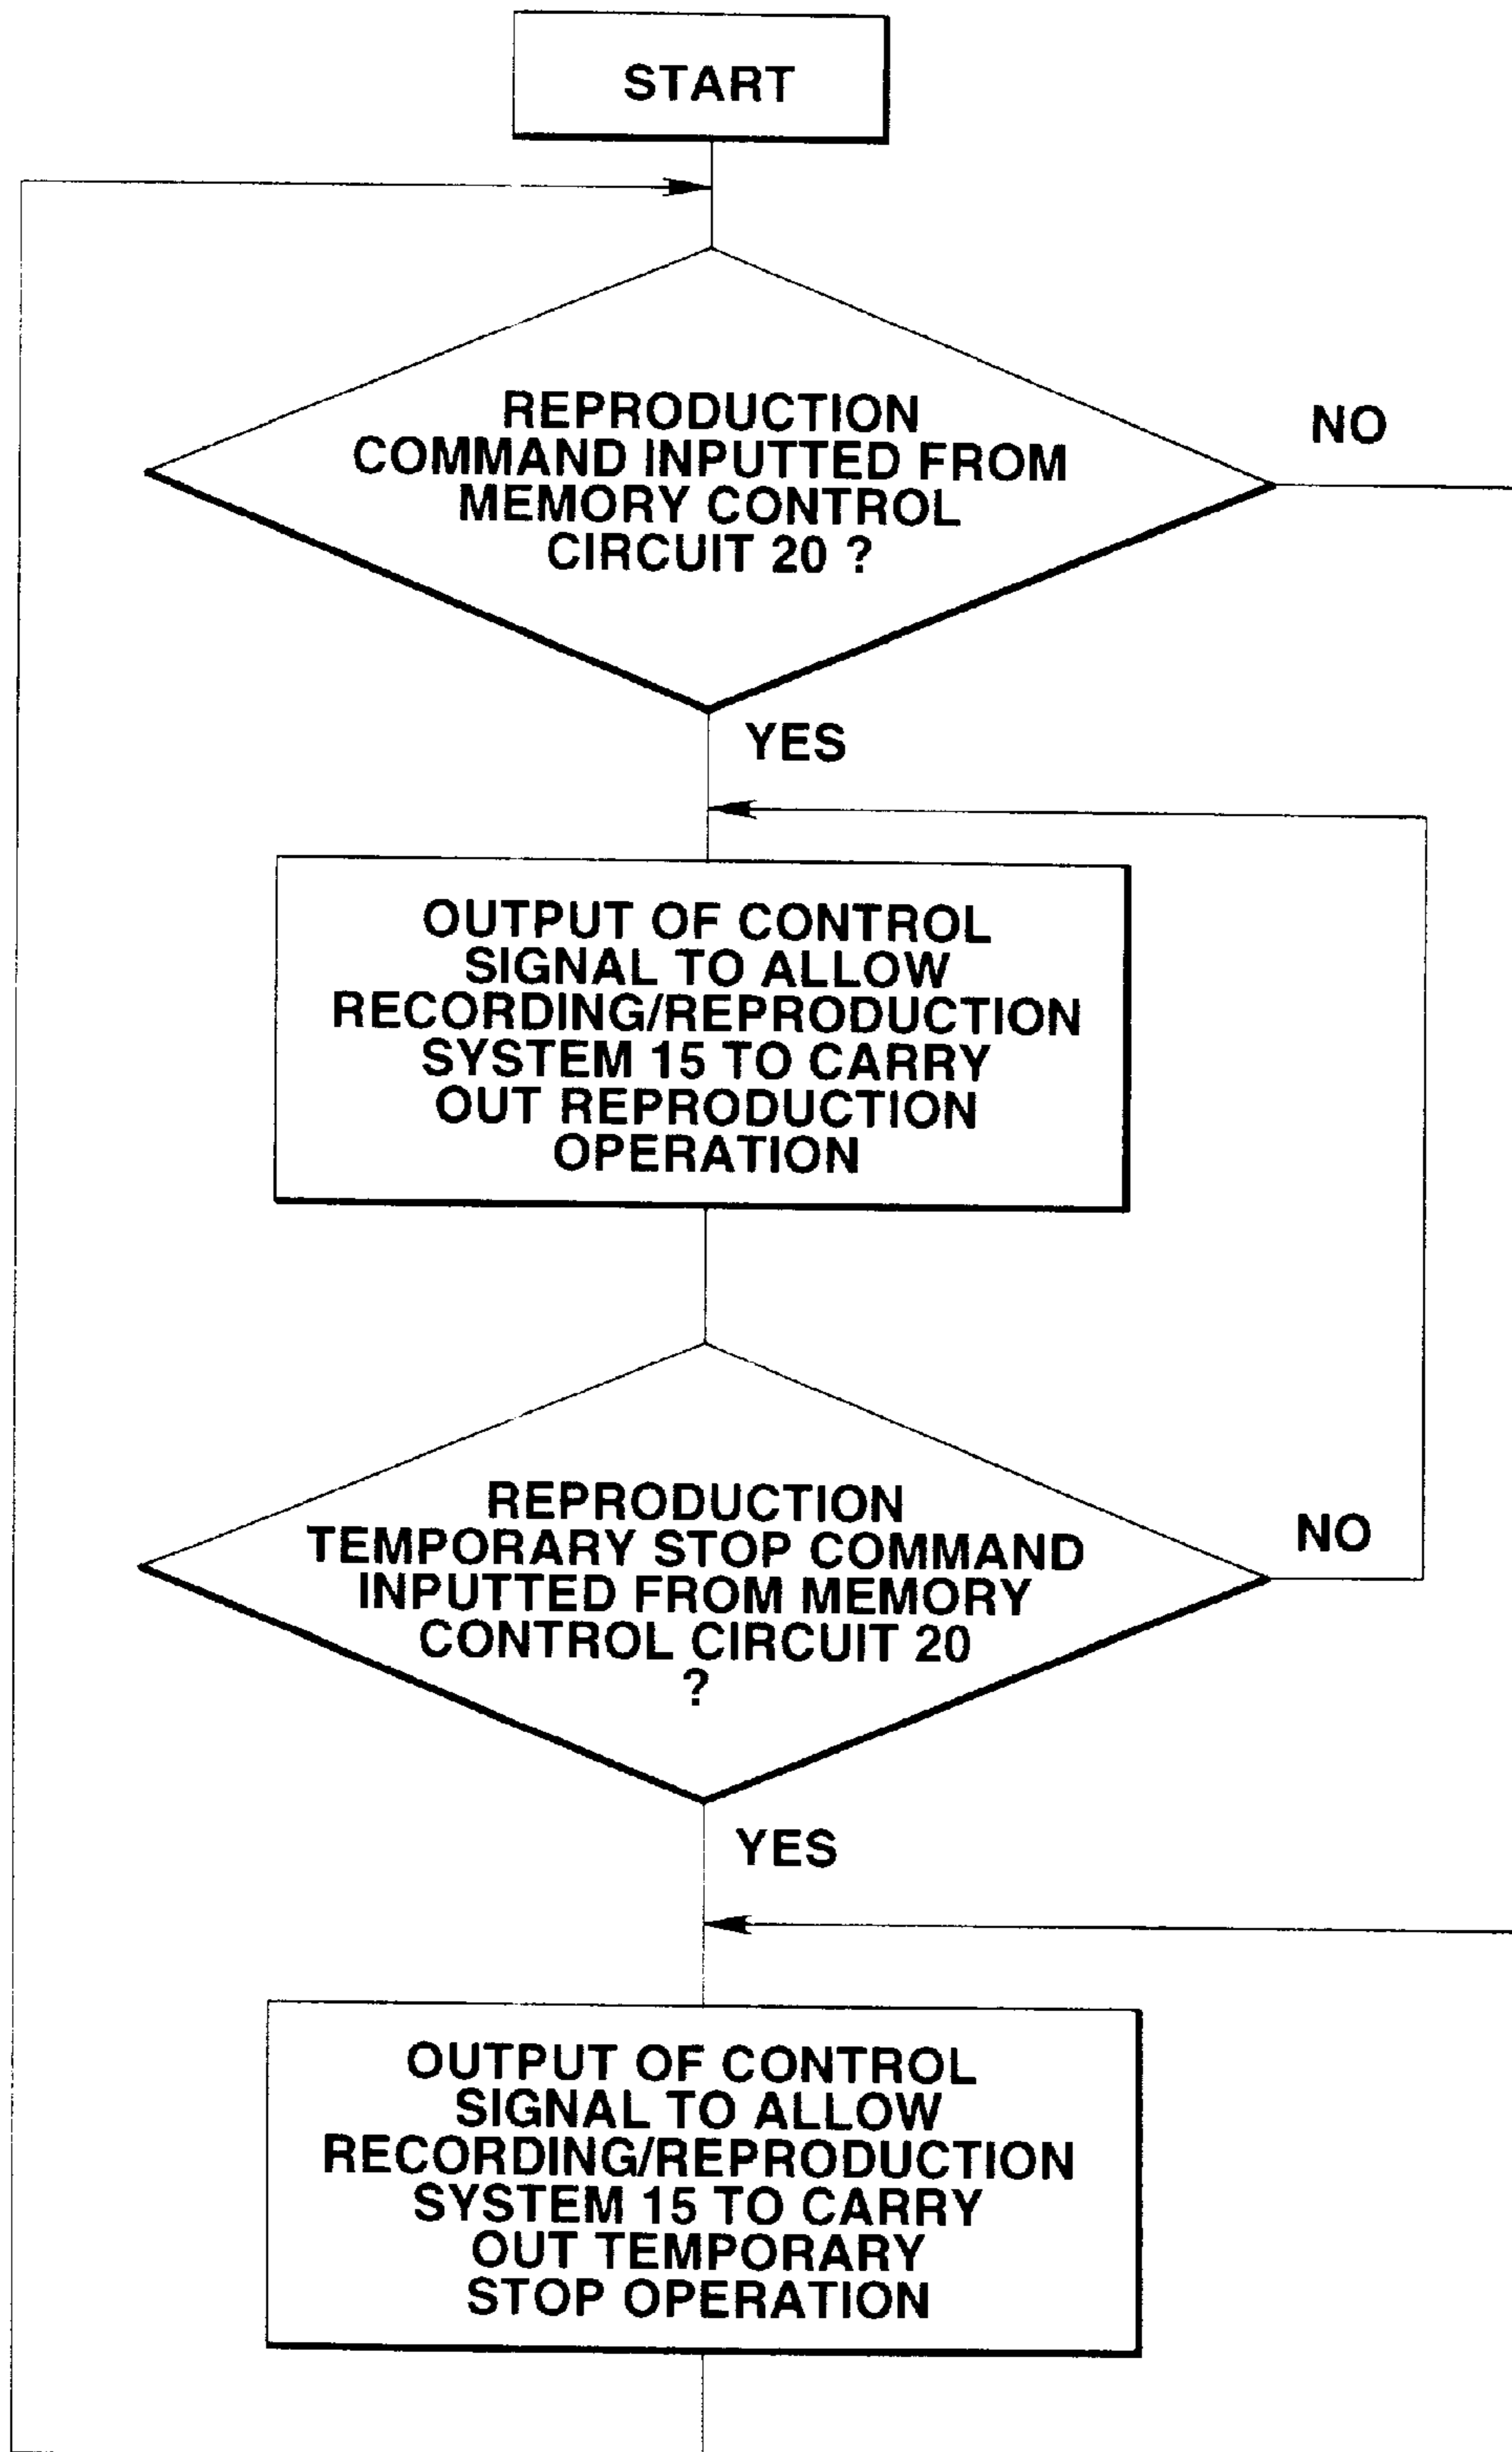 START
REPRODUCTION
COMMAND INPUTTED FROM
MEMORY CONTROL
CIRCUIT 20 ?
NO
YES
OUTPUT OF CONTROL
SIGNAL TO ALLOW
RECORDING/REPRODUCTION
SYSTEM 15 TO CARRY
OUT REPRODUCTION
OPERATION
REPRODUCTION
TEMPORARY STOP COMMAND
INPUTTED FROM MEMORY
CONTROL CIRCUIT 20
?
NO
YES
OUTPUT OF CONTROL
SIGNAL TO ALLOW
RECORDING/REPRODUCTION
SYSTEM 15 TO CARRY
OUT TEMPORARY
STOP OPERATION